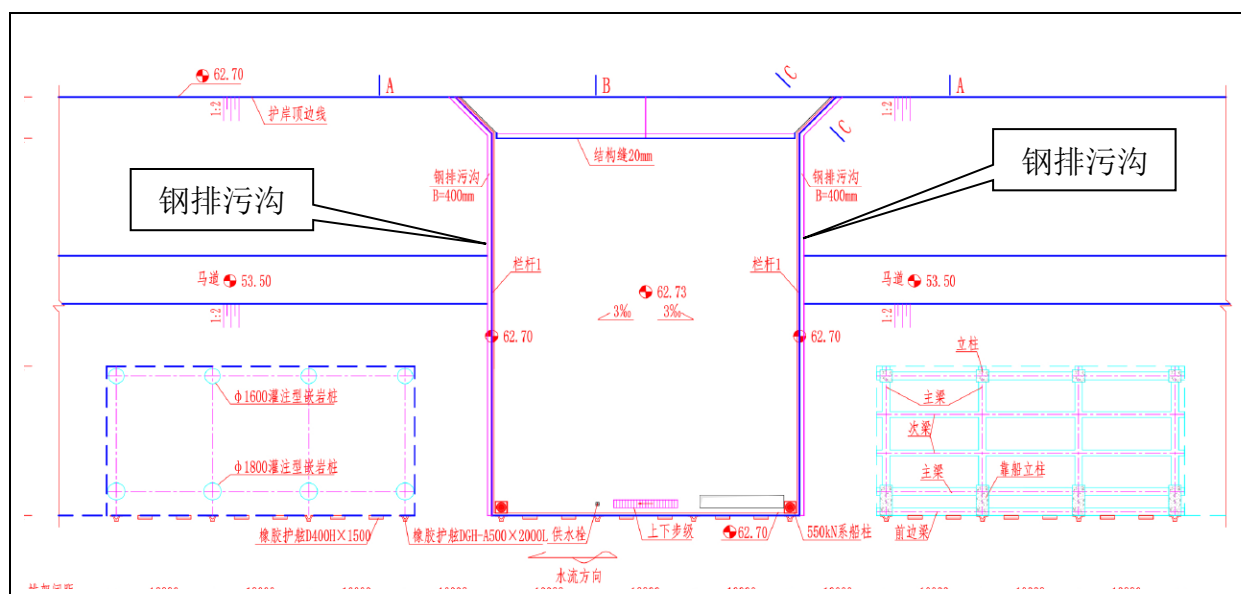 62.70
A
B
C
A
1:2
护岸顶边线
C
1:2
结构缝20mm
钢排污沟
B=400mm
钢排污沟
B=400mm
钢排污沟
钢排污沟
马道 53.50
栏杆1
62.73
3‰ 3‰
栏杆1
马道 53.50
1:2
62.70
62.70
1:2
立柱
主梁
次梁
主梁
靠船立柱
φ1600灌注型嵌岩桩
φ1800灌注型嵌岩桩
橡胶护舷D400H×1500
橡胶护舷DGH-A500×2000L
供水栓
上下步级
62.70
550kN系船柱
前边梁
水流方向